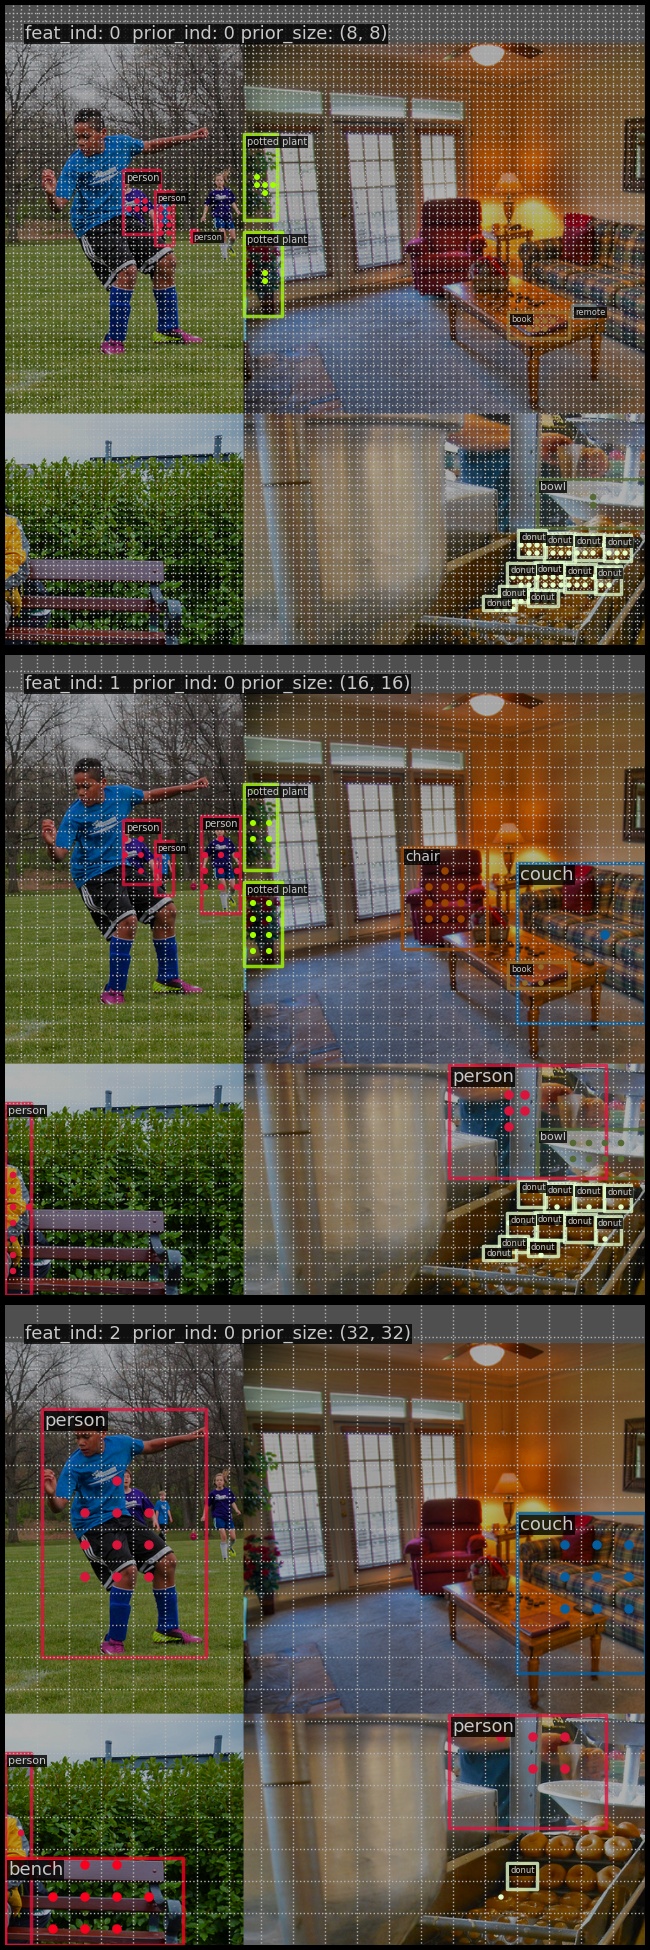 feat_ind: 0 prior_ind: 0 prior_size: (8, 8)
potted plant
person
person
person
potted plant
book
remote
bowl
donut
donut
donut
donut
donut
donut
donut
donut
donut
donut
feat_ind: 1 prior_ind: 0 prior_size: (16, 16)
potted plant
person
person
person
chair
couch
potted plant
book
person
person
bowl
donut
donut
donut
donut
donut
donut
donut
donut
donut
donut
donut
feat_ind: 2 prior_ind: 0 prior_size: (32, 32)
person
couch
person
person
bench
donut